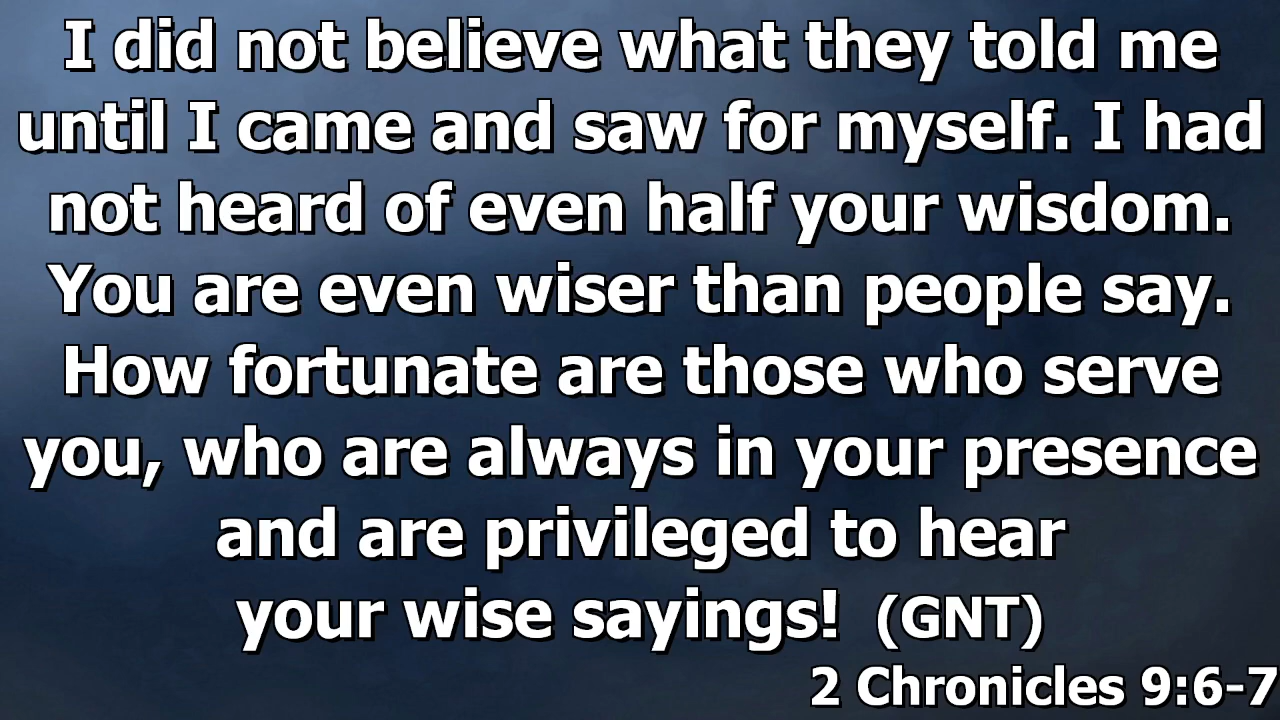 I did not believe what they told me
until I came and saw for myself. I had
not heard of even half your wisdom.
You are even wiser than people say.
How fortunate are those who serve
you, who are always in your presence
and are privileged to hear
your wise sayings! (GNT)
2 Chronicles 9:6-7